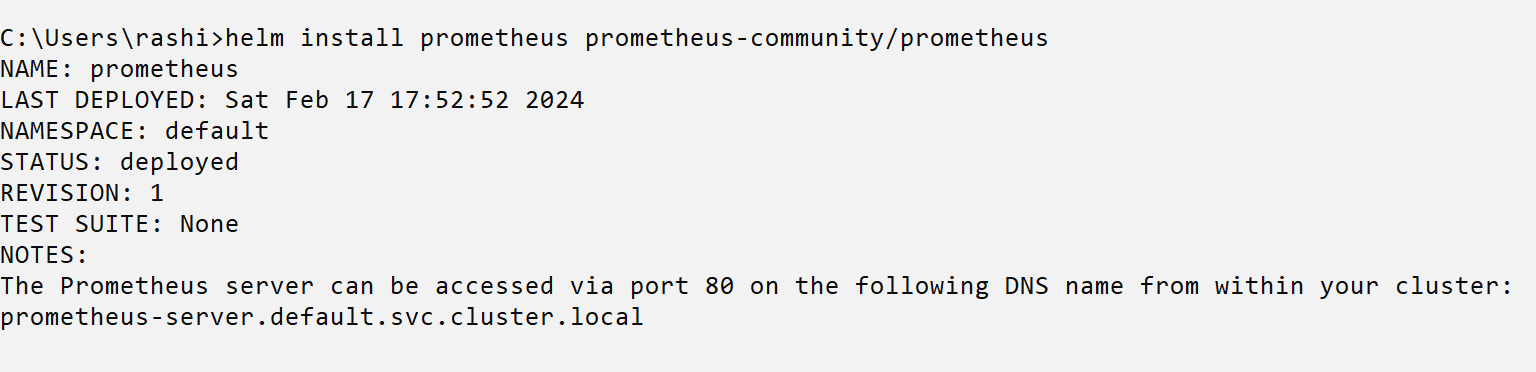 C:\Users\rashi>helm install prometheus prometheus-community/prometheus
NAME: prometheus
LAST DEPLOYED: Sat Feb 17 17:52:52 2024
NAMESPACE: default
STATUS: deployed
REVISION: 1
TEST SUITE: None
NOTES:
The Prometheus server can be accessed via port 80 on the following DNS name from within your cluster:
prometheus-server.default.svc.cluster.local